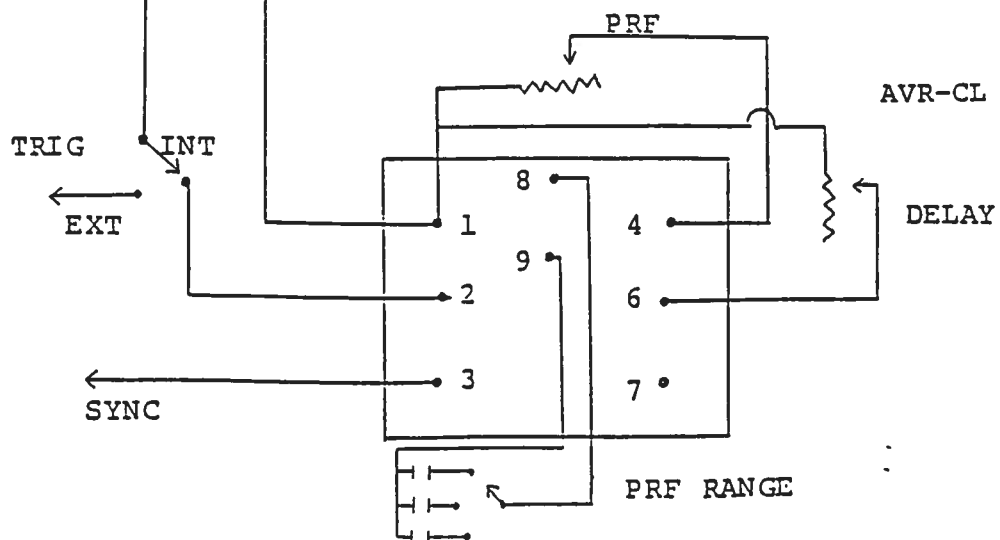 PRF
AVR-CL
TRIG
INT
8
EXT
1
4
DELAY
9
2
6
3
7
SYNC
PRF RANGE